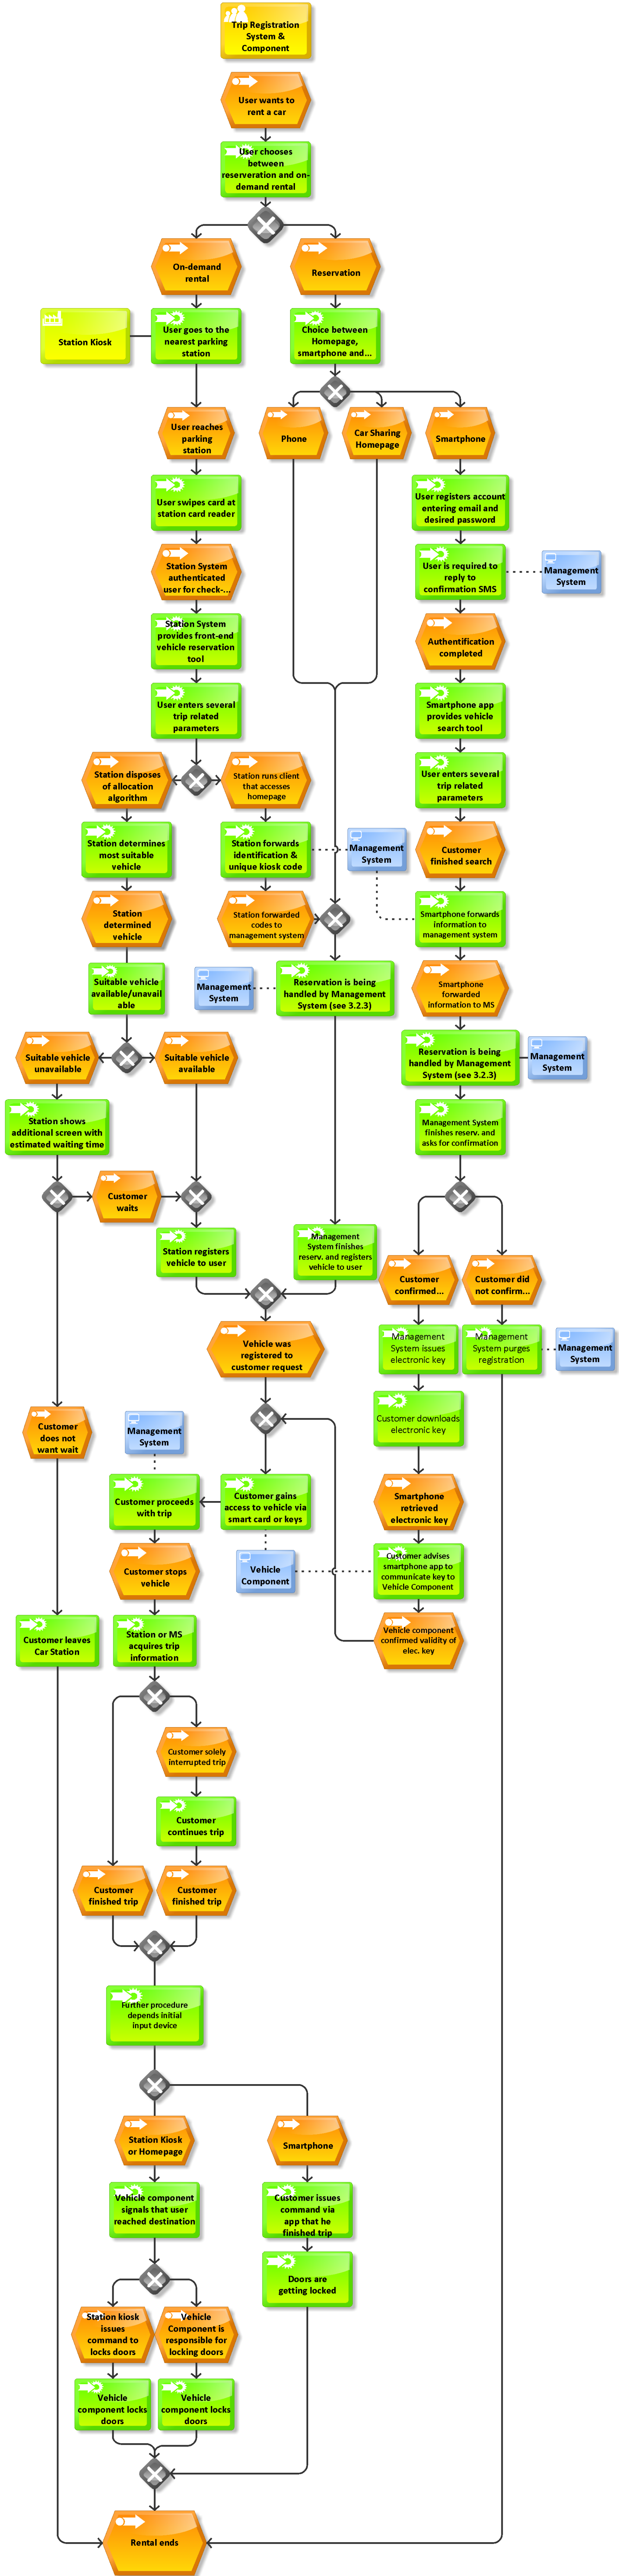 Trip Registration
System &
Component
User wants to
rent a car
User chooses
between
reserveration and on-
demand rental
On-demand
rental
Reservation
Station Kiosk
User goes to the
nearest parking
station
Choice between
Homepage,
smartphone and...
User reaches
parking
station
Phone
Car Sharing
Homepage
Smartphone
User swipes card at
station card reader
User registers account
entering email and
desired password
Station System
authenticated
user for check-...
User is required to
reply to
confirmation SMS
Management
System
Station System
provides front-end
vehicle reservation
tool
Authentification
completed
User enters several
trip related
parameters
Smartphone app
provides vehicle
search tool
Station disposes
of allocation
algorithm
Station runs client
that accesses
homepage
User enters several
trip related
parameters
Station determines
most suitable
vehicle
Station forwards
identification &
unique kiosk code
Management
System
Customer
finished search
Station
determined
vehicle
Station forwarded
codes to
management system
Smartphone forwards
information to
management system
Suitable vehicle
available/unavail
able
Management
System
Reservation is being
handled by Management
System (see 3.2.3)
Smartphone
forwarded
information to MS
Suitable vehicle
unavailable
Suitable vehicle
available
Reservation is being
handled by Management
System (see 3.2.3)
Management
System
Station shows
additional screen with
estimated waiting time
Management System
finishes reserv. and
asks for confirmation
Customer
waits
Station registers
vehicle to user
Management
System finishes
reserv. and registers
vehicle to user
Customer
confirmed...
Customer did
not confirm...
Vehicle was
registered to
customer request
Management
System issues
electronic key
Management
System purges
registration
Management
System
Customer
does not
want wait
Management
System
Customer downloads
electronic key
Customer proceeds
with trip
Customer gains
access to vehicle via
smart card or keys
Smartphone
retrieved
electronic key
Customer stops
vehicle
Vehicle
Component
Customer advises
smartphone app to
communicate key to
Vehicle Component
Customer leaves
Car Station
Station or MS
acquires trip
information
Vehicle component
confirmed validity of
elec. key
Customer solely
interrupted trip
Customer
continues trip
Customer
finished trip
Customer
finished trip
Further procedure
depends initial
input device
Station Kiosk
or Homepage
Smartphone
Vehicle component
signals that user
reached destination
Customer issues
command via
app that he
finished trip
Doors are
getting locked
Station kiosk
issues
command to
locks doors
Vehicle
Component is
responsible for
locking doors
Vehicle
component locks
doors
Vehicle
component locks
doors
Rental ends